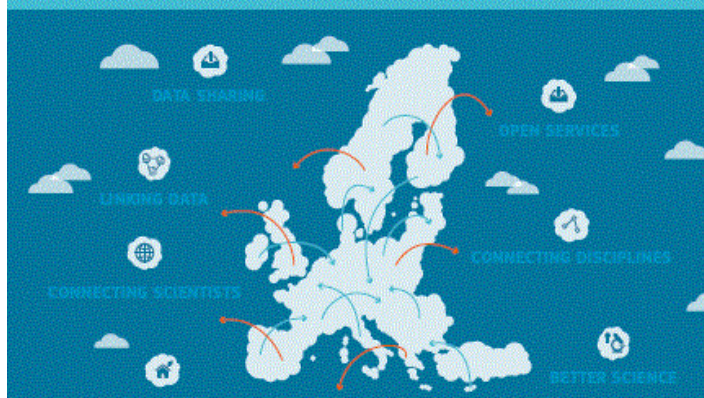 DATA SHARING
OPEN SERVICES
LINKING DATA
CONNECTING DISCIPLINES
CONNECTING SCIENTISTS
BETTER SCIENCE